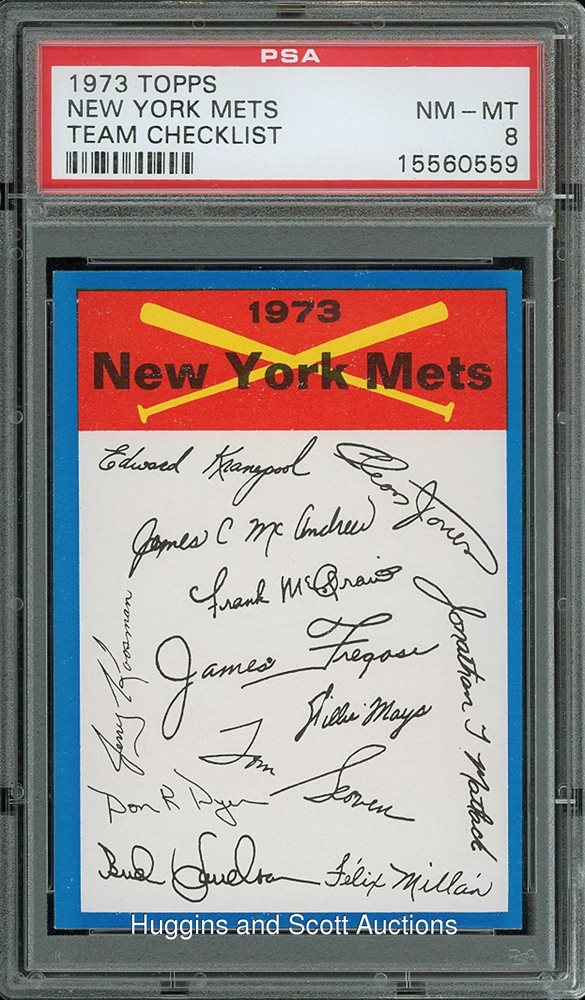 PSA
1973 TOPPS
NEW YORK METS NM-MT
TEAM CHECKLIST 8
15560559
1973
New York Mets
Edward Kranepool
Cleon Jones
James C McAndrew
Frank McGraw
Jerry Koosman
James Fregosi
Jonathan T Matlack
Willie Mays
Tom Seaver
Don R Dyer
Bud Harrelson
Félix Millán
Huggins and Scott Auctions